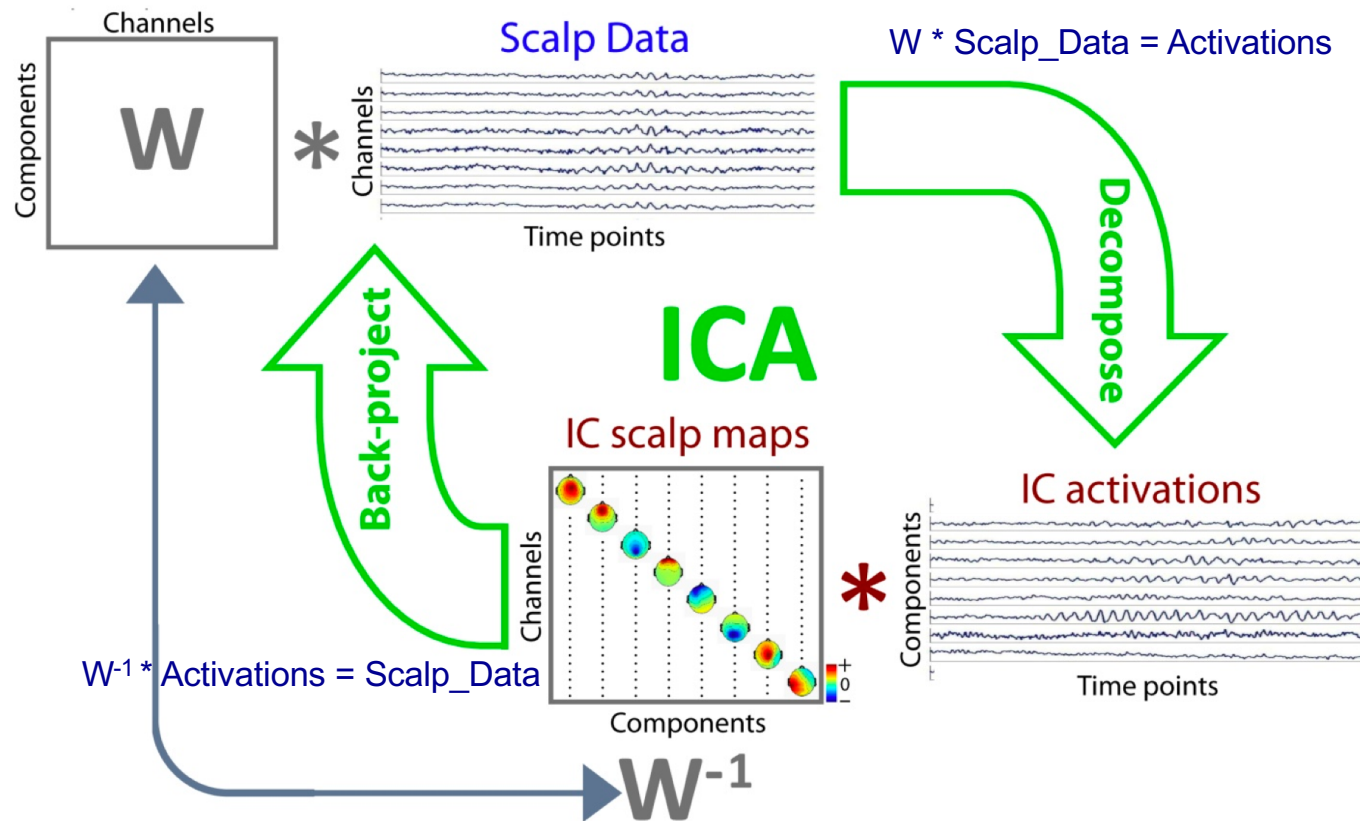 Channels
Components
W
*
Scalp Data
Channels
Time points
W * Scalp_Data = Activations
Decompose
Back-project
ICA
IC scalp maps
Channels
Components
+
0
−
*
IC activations
Components
Time points
W⁻¹ * Activations = Scalp_Data
W⁻¹